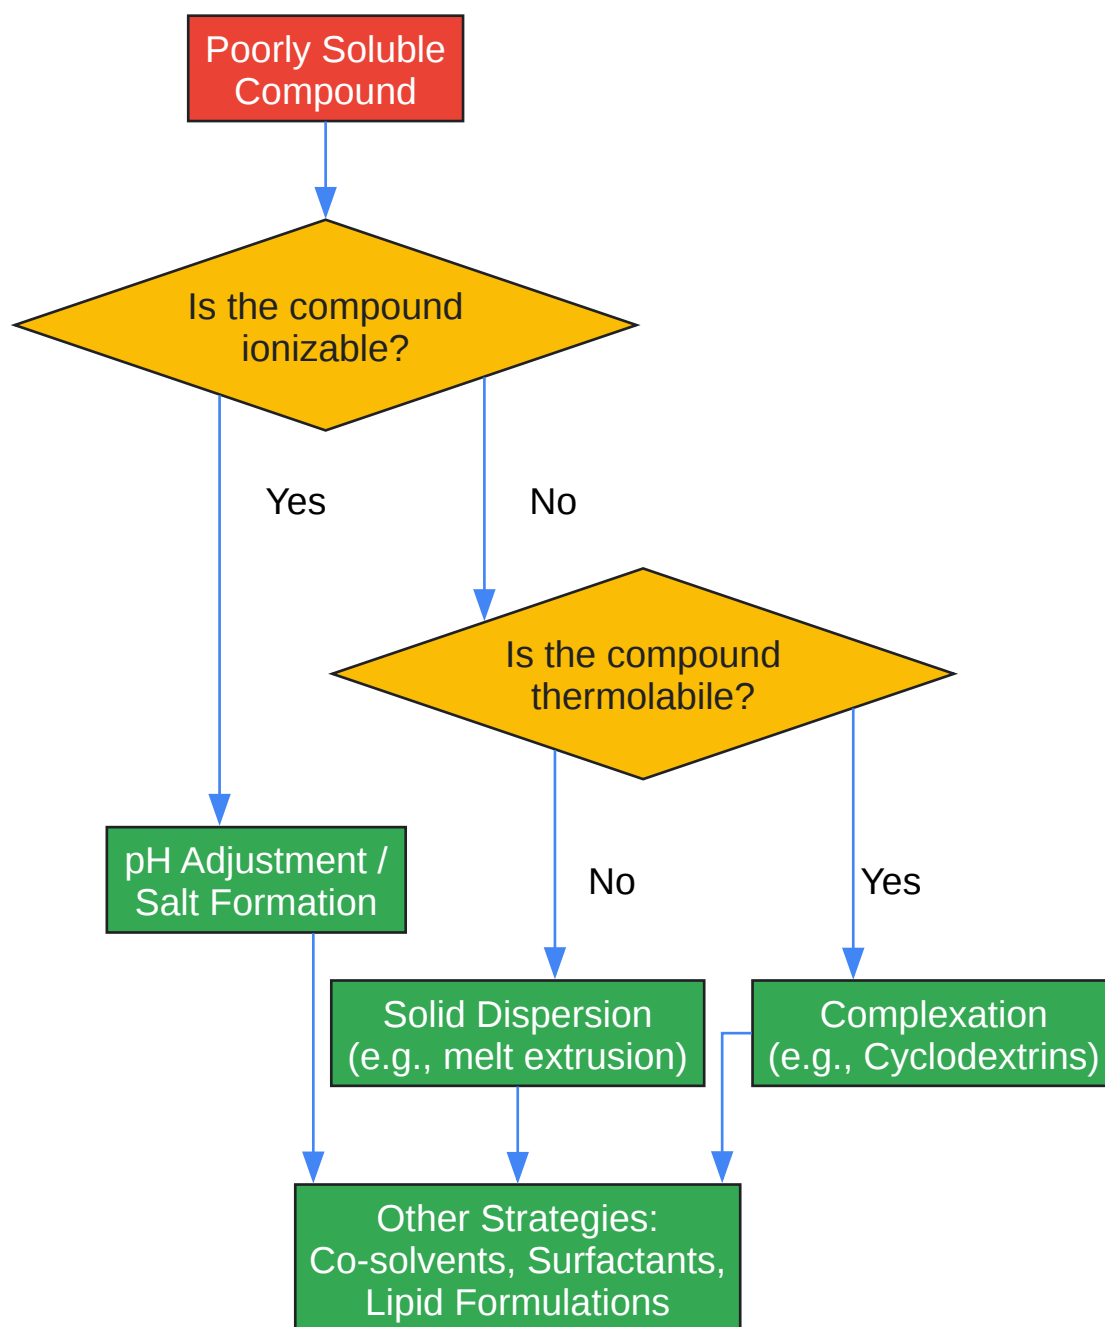 Poorly Soluble
Compound
Is the compound
ionizable?
Yes
No
Is the compound
thermolabile?
pH Adjustment /
Salt Formation
No
Yes
Solid Dispersion
(e.g., melt extrusion)
Complexation
(e.g., Cyclodextrins)
Other Strategies:
Co-solvents, Surfactants,
Lipid Formulations